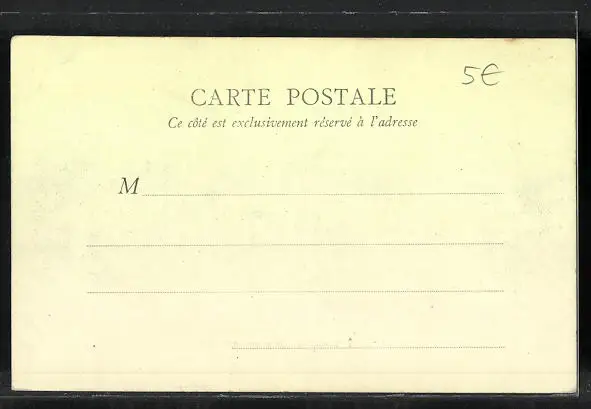 5€
CARTE POSTALE
Ce côté est exclusivement réservé à l'adresse
M